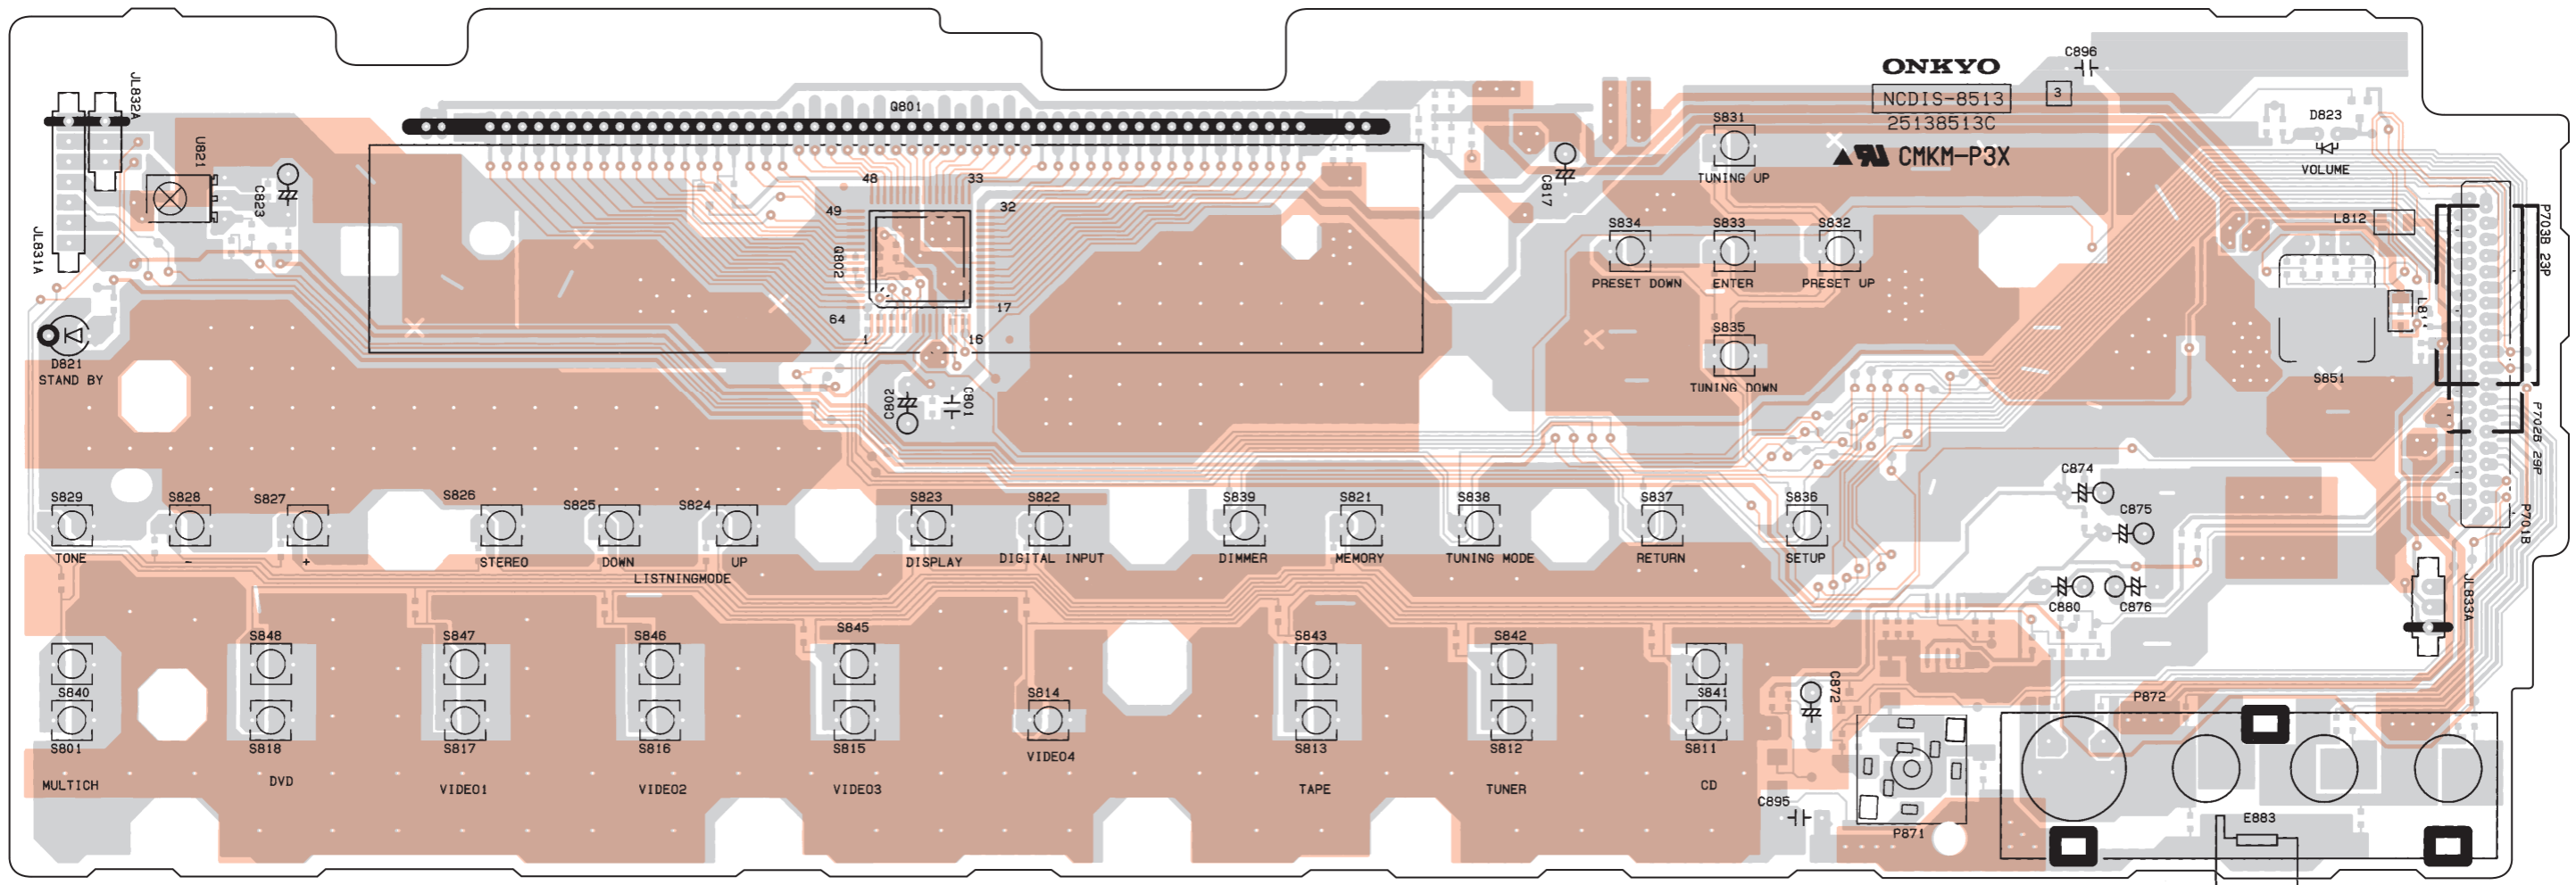 C896
ONKYO
NCDIS-8513
3
25138513C
CMKM-P3X
JL832A
U821
C823
JL831A
Q801
48
33
49
32
Q802
64
17
1
16
C817
S831
TUNING UP
S834
S833
S832
PRESET DOWN
ENTER
PRESET UP
S835
TUNING DOWN
D823
VOLUME
L812
P703B 23P
S851
P702B 29P
P701B
D821
STAND BY
C802
C801
C874
C875
C880
C876
JL833A
S829
S828
S827
S826
S825
S824
S823
S822
S839
S821
S838
S837
S836
TONE
-
+
STEREO
DOWN
UP
DISPLAY
DIGITAL INPUT
DIMMER
MEMORY
TUNING MODE
RETURN
SETUP
LISTNINGMODE
S848
S847
S846
S845
S843
S842
S840
S814
S841
C872
P872
S801
S818
S817
S816
S815
S813
S812
S811
MULTICH
DVD
VIDEO1
VIDEO2
VIDEO3
VIDEO4
TAPE
TUNER
CD
C895
P871
E883